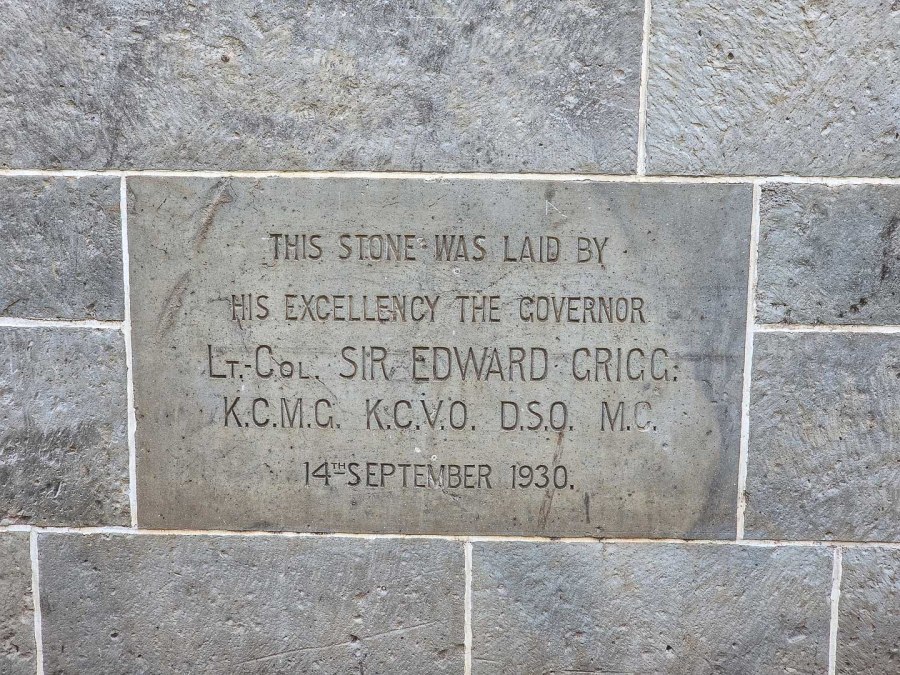 THIS STONE WAS LAID BY
HIS EXCELLENCY THE GOVERNOR
Lt.-Col. SIR EDWARD GRIGG.
K.C.M.G. K.C.V.O. D.S.O. M.C.
14TH SEPTEMBER 1930.